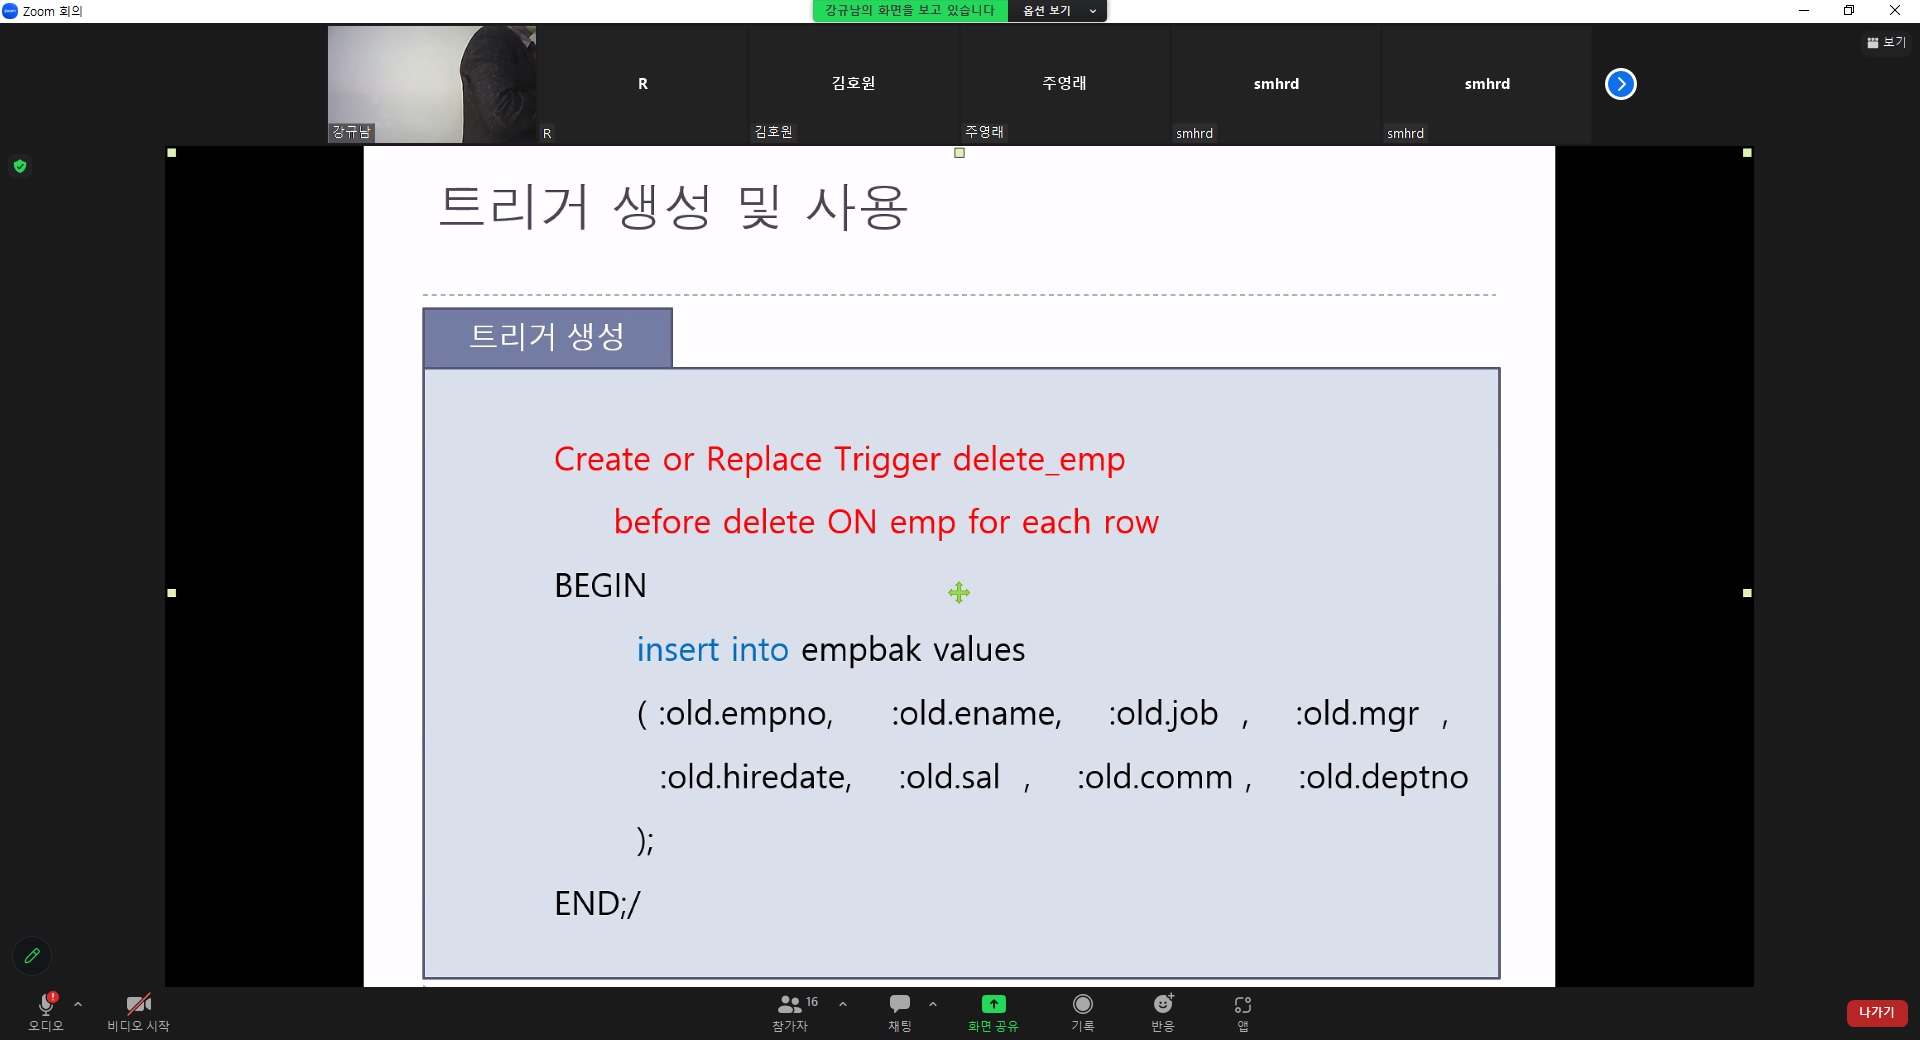 Zoom 회의
강규남의 화면을 보고 있습니다
옵션 보기
보기
강규남
R
R
김호원
김호원
주영래
주영래
smhrd
smhrd
smhrd
smhrd
트리거 생성 및 사용
트리거 생성
Create or Replace Trigger delete_emp
before delete ON emp for each row
BEGIN
insert into empbak values
( :old.empno, :old.ename, :old.job , :old.mgr ,
:old.hiredate, :old.sal , :old.comm , :old.deptno
);
END;/
오디오
비디오 시작
16
참가자
채팅
화면 공유
기록
반응
앱
나가기